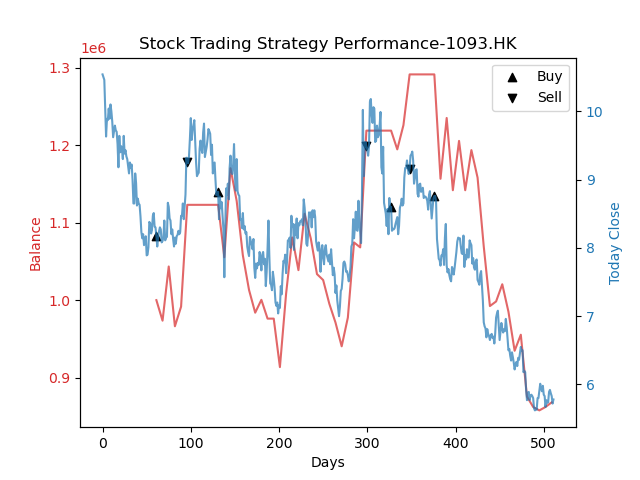 Stock Trading Strategy Performance-1093.HK
1e6
Buy
Sell
1.3
1.2
1.1
1.0
0.9
Balance
10
9
8
7
6
Today Close
0
100
200
300
400
500
Days